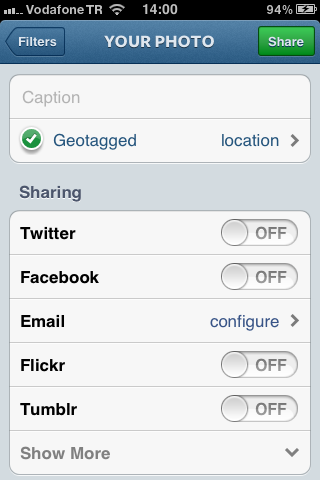 Vodafone TR 14:00 94%
Filters YOUR PHOTO Share
Caption
Geotagged location
Sharing
Twitter OFF
Facebook OFF
Email configure
Flickr OFF
Tumblr OFF
Show More